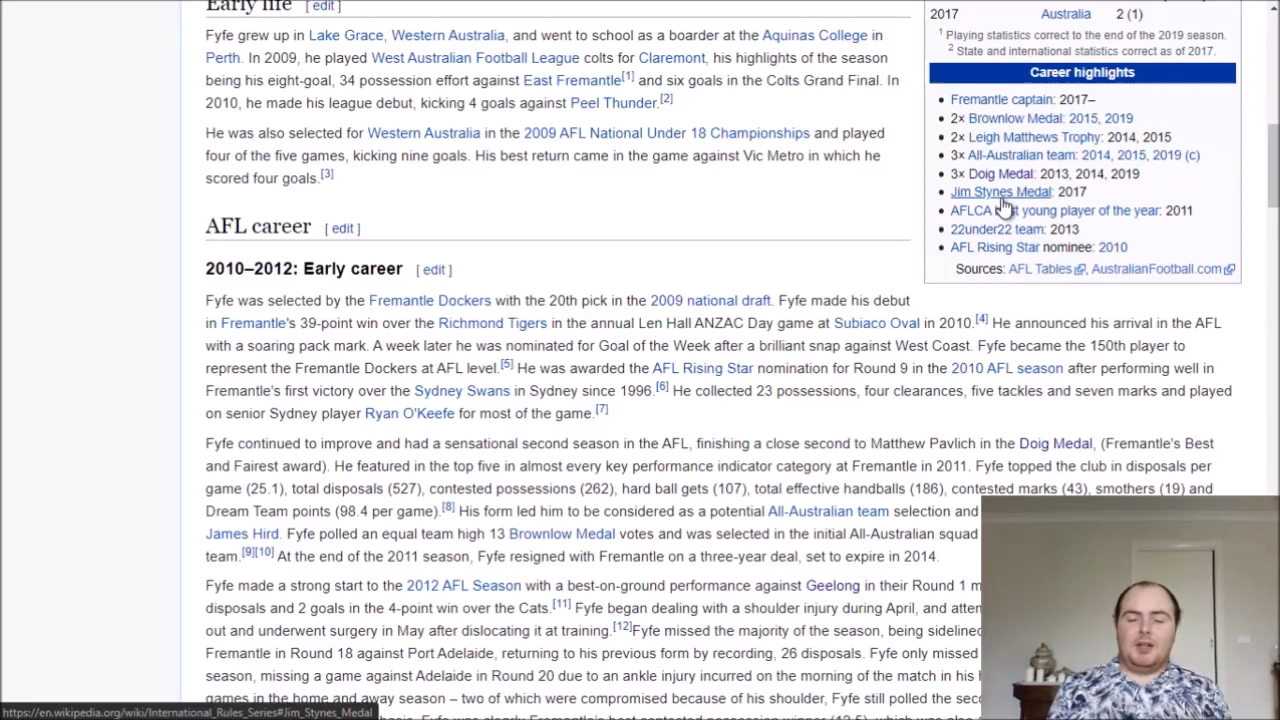 Early life [ edit ]
Fyfe grew up in Lake Grace, Western Australia, and went to school as a boarder at the Aquinas College in
Perth. In 2009, he played West Australian Football League colts for Claremont, his highlights of the season
being his eight-goal, 34 possession effort against East Fremantle[1] and six goals in the Colts Grand Final. In
2010, he made his league debut, kicking 4 goals against Peel Thunder.[2]
He was also selected for Western Australia in the 2009 AFL National Under 18 Championships and played
four of the five games, kicking nine goals. His best return came in the game against Vic Metro in which he
scored four goals.[3]
2017 Australia 2 (1)
1 Playing statistics correct to the end of the 2019 season.
2 State and international statistics correct as of 2017.
Career highlights
• Fremantle captain: 2017–
• 2× Brownlow Medal: 2015, 2019
• 2× Leigh Matthews Trophy: 2014, 2015
• 3× All-Australian team: 2014, 2015, 2019 (c)
• 3× Doig Medal: 2013, 2014, 2019
• Jim Stynes Medal: 2017
• AFLCA young player of the year: 2011
• 22under22 team: 2013
• AFL Rising Star nominee: 2010
Sources: AFL Tables, AustralianFootball.com
AFL career [ edit ]
2010–2012: Early career [ edit ]
Fyfe was selected by the Fremantle Dockers with the 20th pick in the 2009 national draft. Fyfe made his debut
in Fremantle's 39-point win over the Richmond Tigers in the annual Len Hall ANZAC Day game at Subiaco Oval in 2010.[4] He announced his arrival in the AFL
with a soaring pack mark. A week later he was nominated for Goal of the Week after a brilliant snap against West Coast. Fyfe became the 150th player to
represent the Fremantle Dockers at AFL level.[5] He was awarded the AFL Rising Star nomination for Round 9 in the 2010 AFL season after performing well in
Fremantle's first victory over the Sydney Swans in Sydney since 1996.[6] He collected 23 possessions, four clearances, five tackles and seven marks and played
on senior Sydney player Ryan O'Keefe for most of the game.[7]
Fyfe continued to improve and had a sensational second season in the AFL, finishing a close second to Matthew Pavlich in the Doig Medal, (Fremantle's Best
and Fairest award). He featured in the top five in almost every key performance indicator category at Fremantle in 2011. Fyfe topped the club in disposals per
game (25.1), total disposals (527), contested possessions (262), hard ball gets (107), total effective handballs (186), contested marks (43), smothers (19) and
Dream Team points (98.4 per game).[8] His form led him to be considered as a potential All-Australian team selection and
James Hird. Fyfe polled an equal team high 13 Brownlow Medal votes and was selected in the initial All-Australian squad
team.[9][10] At the end of the 2011 season, Fyfe resigned with Fremantle on a three-year deal, set to expire in 2014.
Fyfe made a strong start to the 2012 AFL Season with a best-on-ground performance against Geelong in their Round 1 m
disposals and 2 goals in the 4-point win over the Cats.[11] Fyfe began dealing with a shoulder injury during April, and atten
out and underwent surgery in May after dislocating it at training.[12]Fyfe missed the majority of the season, being sideline
Fremantle in Round 18 against Port Adelaide, returning to his previous form by recording, 26 disposals. Fyfe only missed
season, missing a game against Adelaide in Round 20 due to an ankle injury incurred on the morning of the match in his
games in the home and away season – two of which were compromised because of his shoulder, Fyfe still polled the sec
https://en.wikipedia.org/wiki/International_Rules_Series#Jim_Stynes_Medal